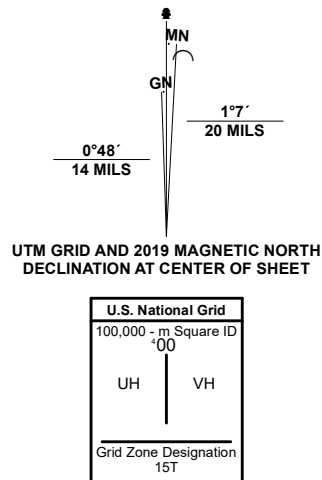 MN
GN
1°7´
20 MILS
0°48´
14 MILS
UTM GRID AND 2019 MAGNETIC NORTH
DECLINATION AT CENTER OF SHEET
U.S. National Grid
100,000 - m Square ID
⁴00
UH VH
Grid Zone Designation
15T